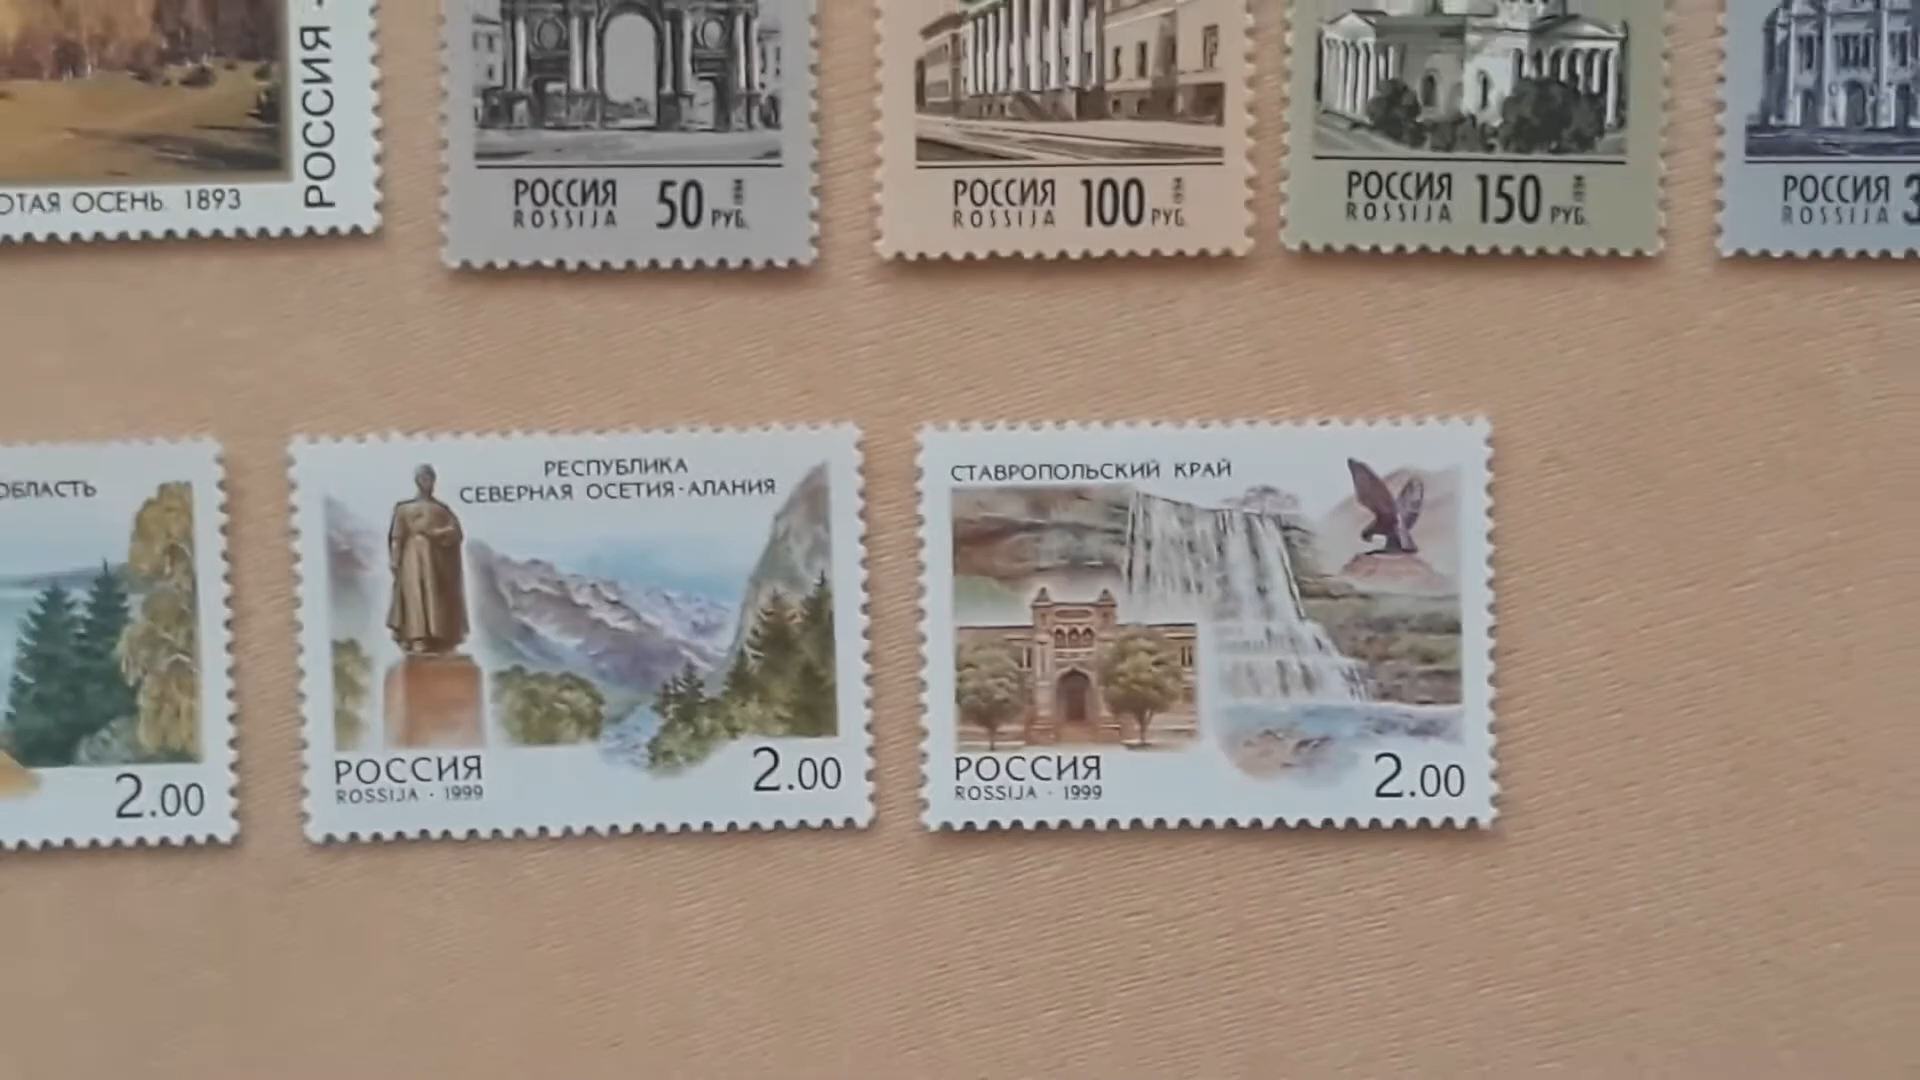 ОСЕНЬ 1893
РОССИЯ
РОССИЯ 50 РУБ.
ROSSIJA
РОССИЯ 100 РУБ.
ROSSIJA
РОССИЯ 150 РУБ.
ROSSIJA
РОССИЯ
ROSSIJA
ОБЛАСТЬ
2.00
РЕСПУБЛИКА
СЕВЕРНАЯ ОСЕТИЯ-АЛАНИЯ
РОССИЯ
ROSSIJA · 1999
2.00
СТАВРОПОЛЬСКИЙ КРАЙ
РОССИЯ
ROSSIJA · 1999
2.00